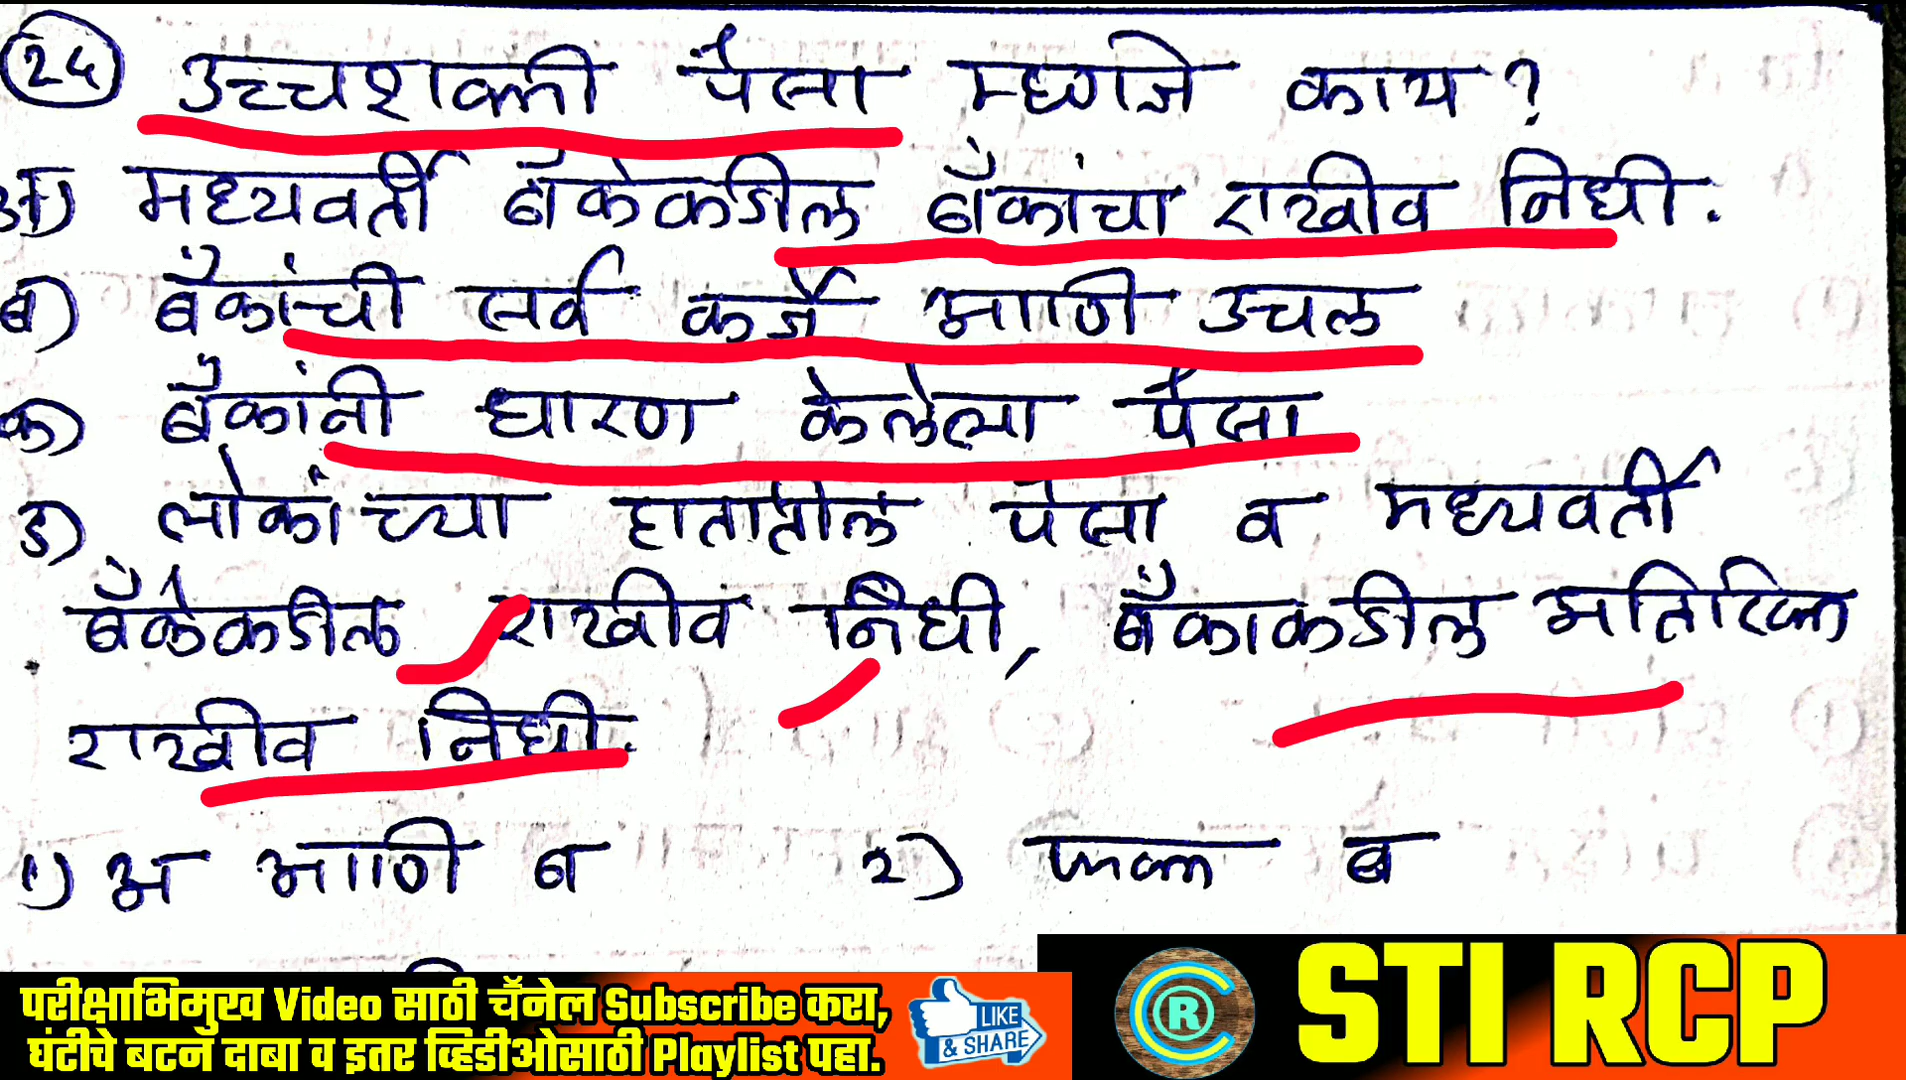 २५ उच्चशक्ती पैसा म्हणजे काय?
अ) मध्यवर्ती बँकेकडील बँकांचा राखीव निधी.
ब) बँकांची सर्व कर्जे आणि उचल
क) बँकांनी धारण केलेला पैसा
ड) लोकांच्या हातातील पैसा व मध्यवर्ती
बँकेकडील राखीव निधी, बँकाकडील अतिरिक्त
राखीव निधी.
१) अ आणि ब २) फक्त ब
परीक्षाभिमुख Video साठी चॅनेल Subscribe करा,
घंटीचे बटन दाबा व इतर व्हिडीओसाठी Playlist पहा.
LIKE
& SHARE
R
STI RCP